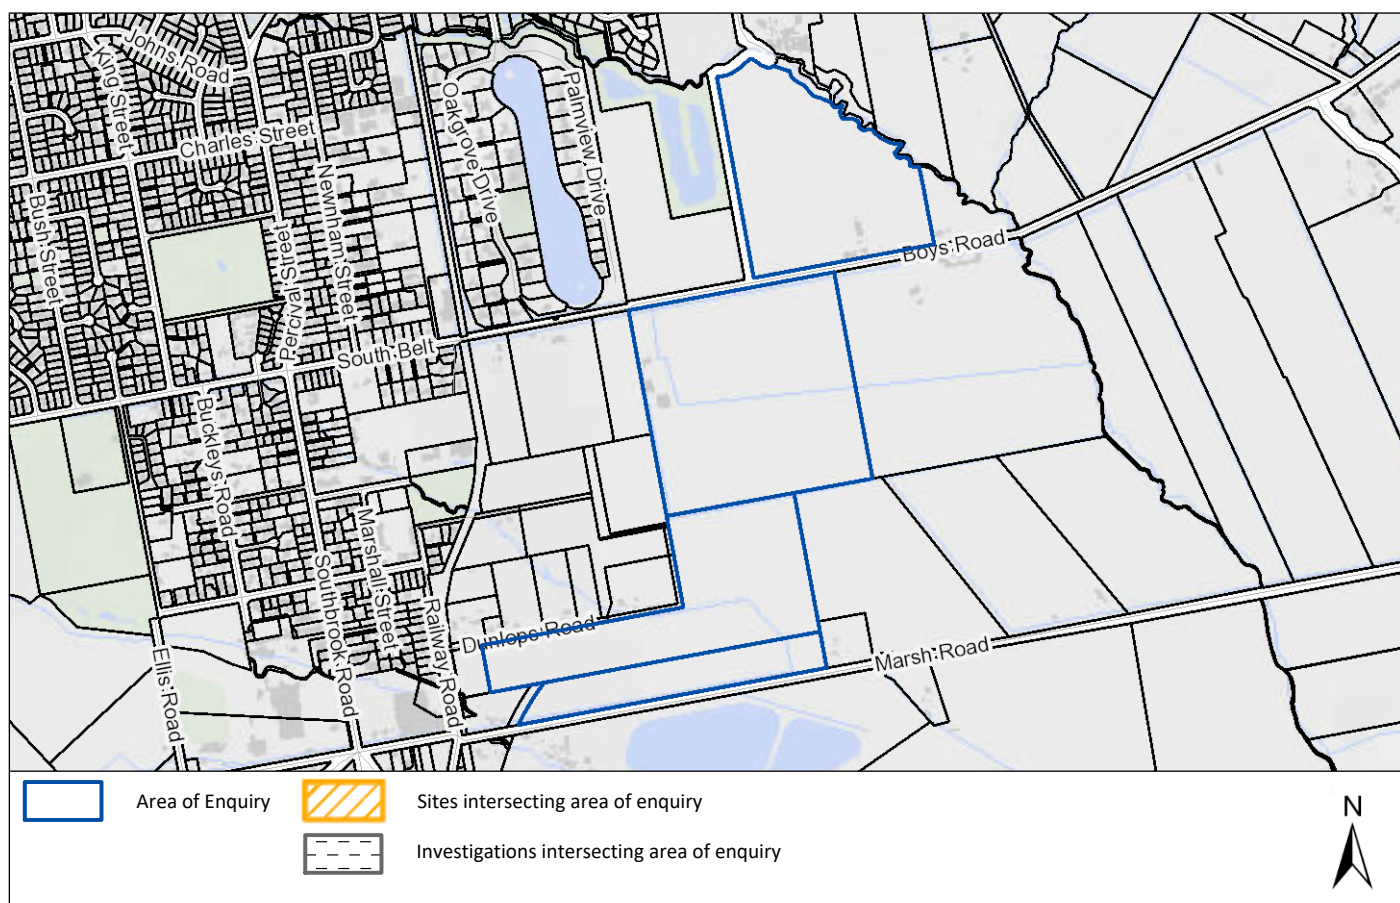 Johns Road
King Street
Charles Street
Oakgrove Drive
Palmview Drive
Bush Street
Newnham Street
Percival Street
Boys Road
South Belt
Buckleys Road
Marshall Street
Southbrook Road
Railway Road
Dunlops Road
Ellis Road
Marsh Road
Area of Enquiry
Sites intersecting area of enquiry
Investigations intersecting area of enquiry
N